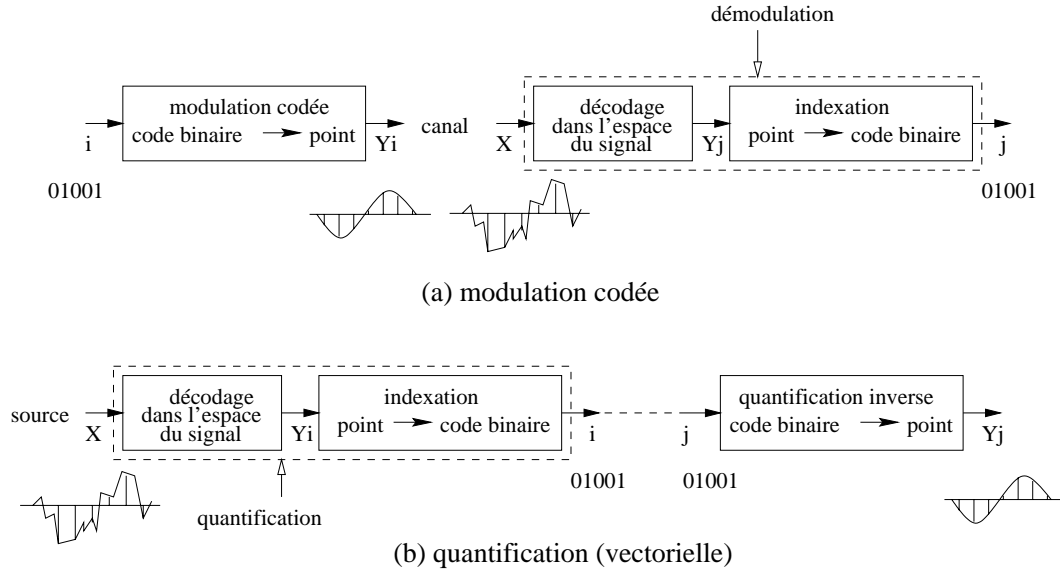 démodulation
modulation codée
code binaire point
i
Yi
canal
X
décodage
dans l'espace
du signal
Yj
indexation
point code binaire
j
01001
01001
(a) modulation codée
source
X
décodage
dans l'espace
du signal
Yi
indexation
point code binaire
i
j
quantification inverse
code binaire point
Yj
01001
01001
quantification
(b) quantification (vectorielle)